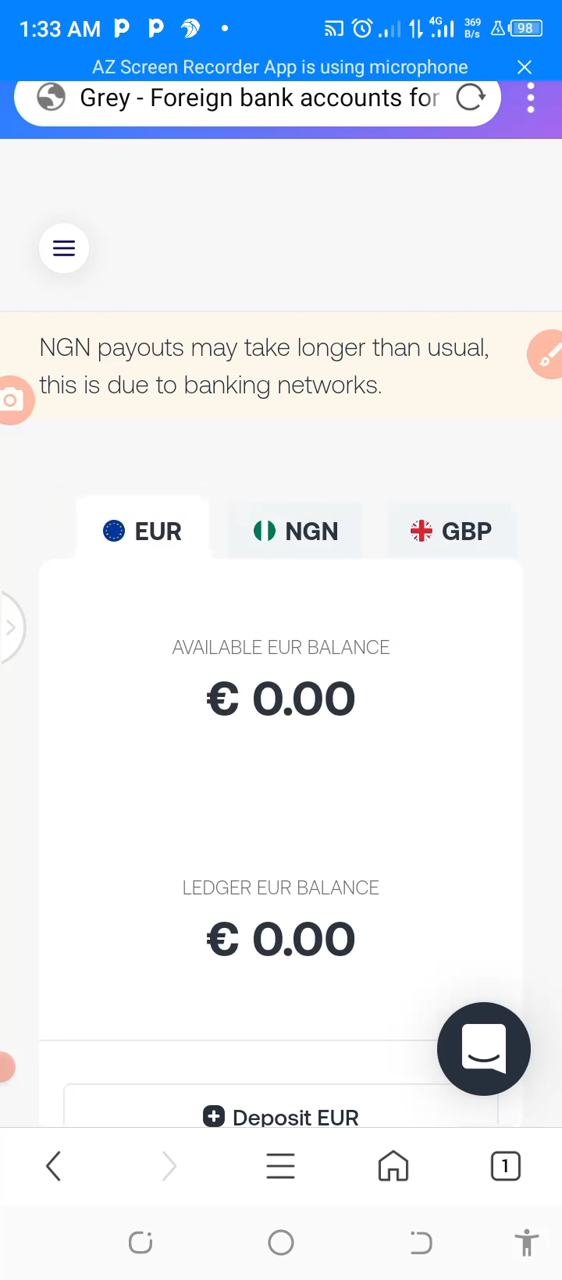 1:33 AM
4G
369
B/s
98
AZ Screen Recorder App is using microphone
Grey - Foreign bank accounts for
NGN payouts may take longer than usual,
this is due to banking networks.
EUR
NGN
GBP
AVAILABLE EUR BALANCE
€ 0.00
LEDGER EUR BALANCE
€ 0.00
Deposit EUR
1